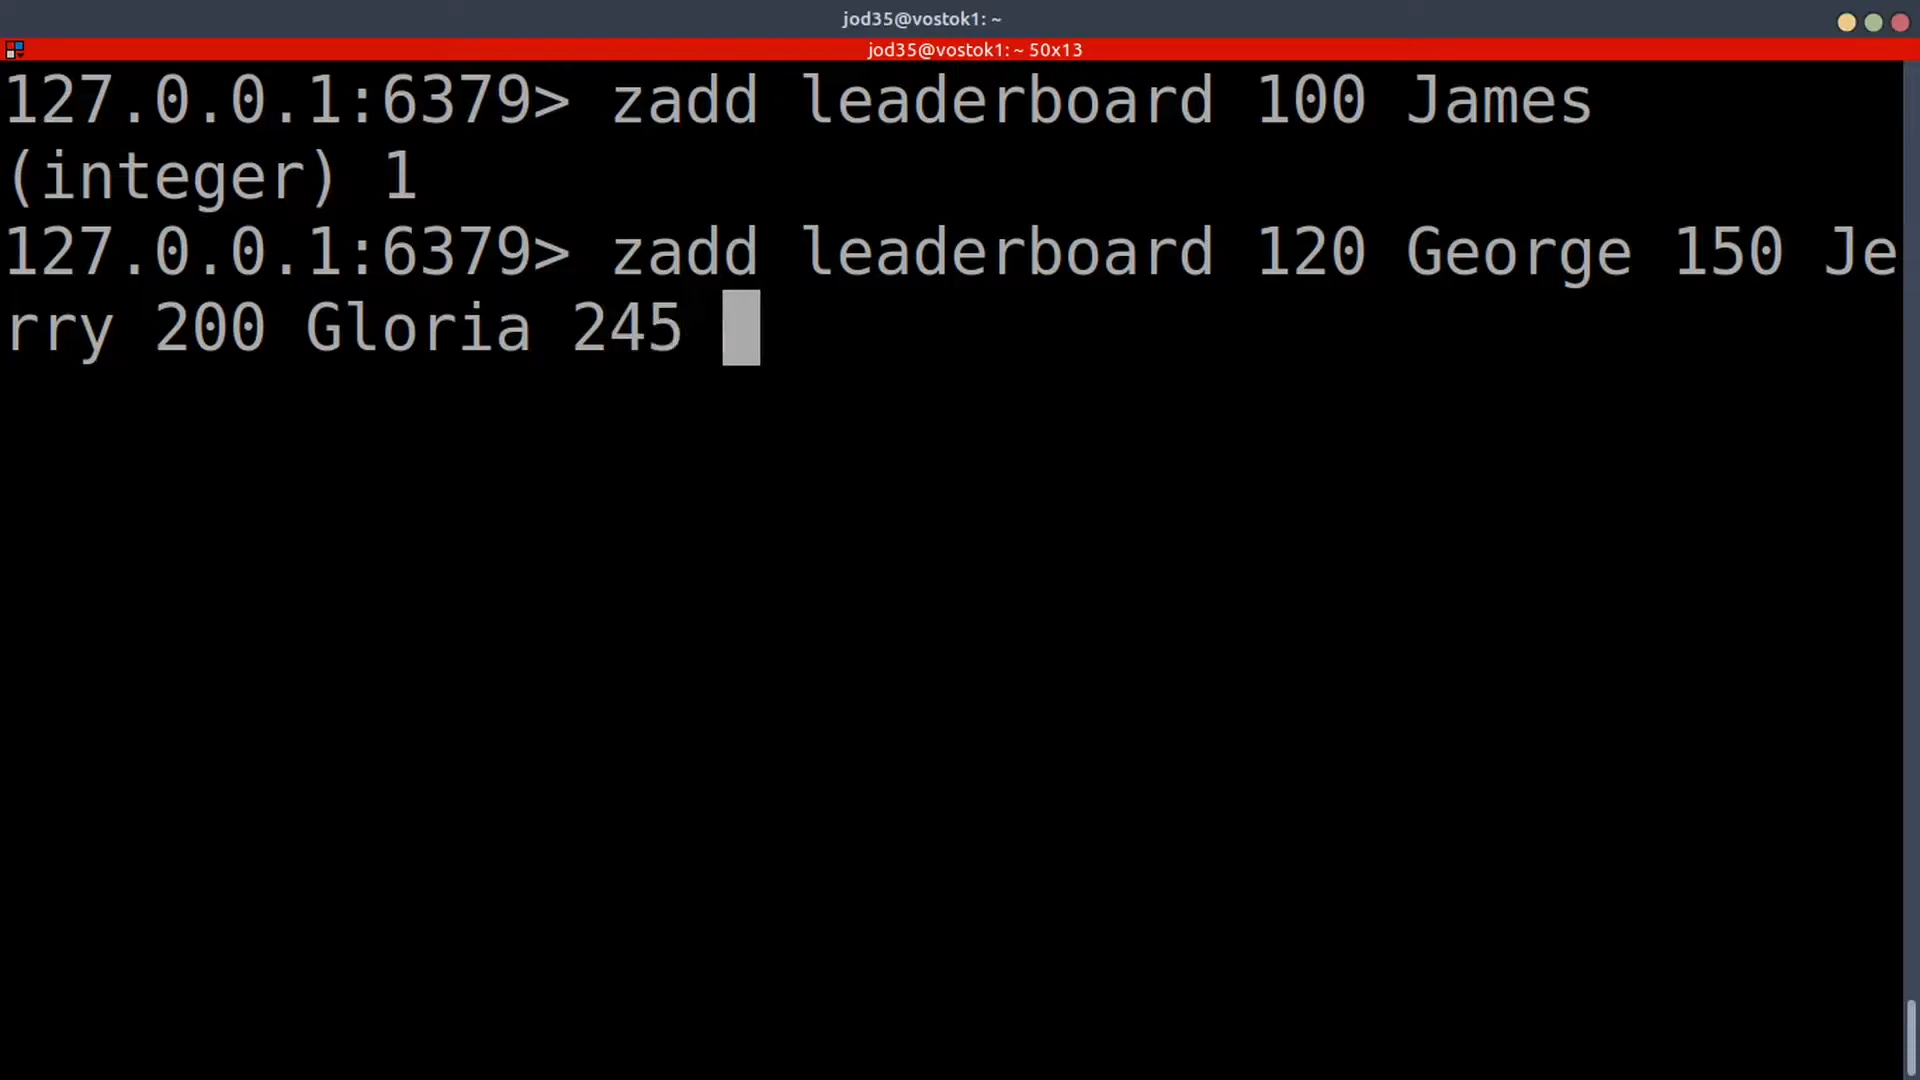 jod35@vostok1: ~
jod35@vostok1: ~ 50x13
127.0.0.1:6379> zadd leaderboard 100 James
(integer) 1
127.0.0.1:6379> zadd leaderboard 120 George 150 Je
rry 200 Gloria 245